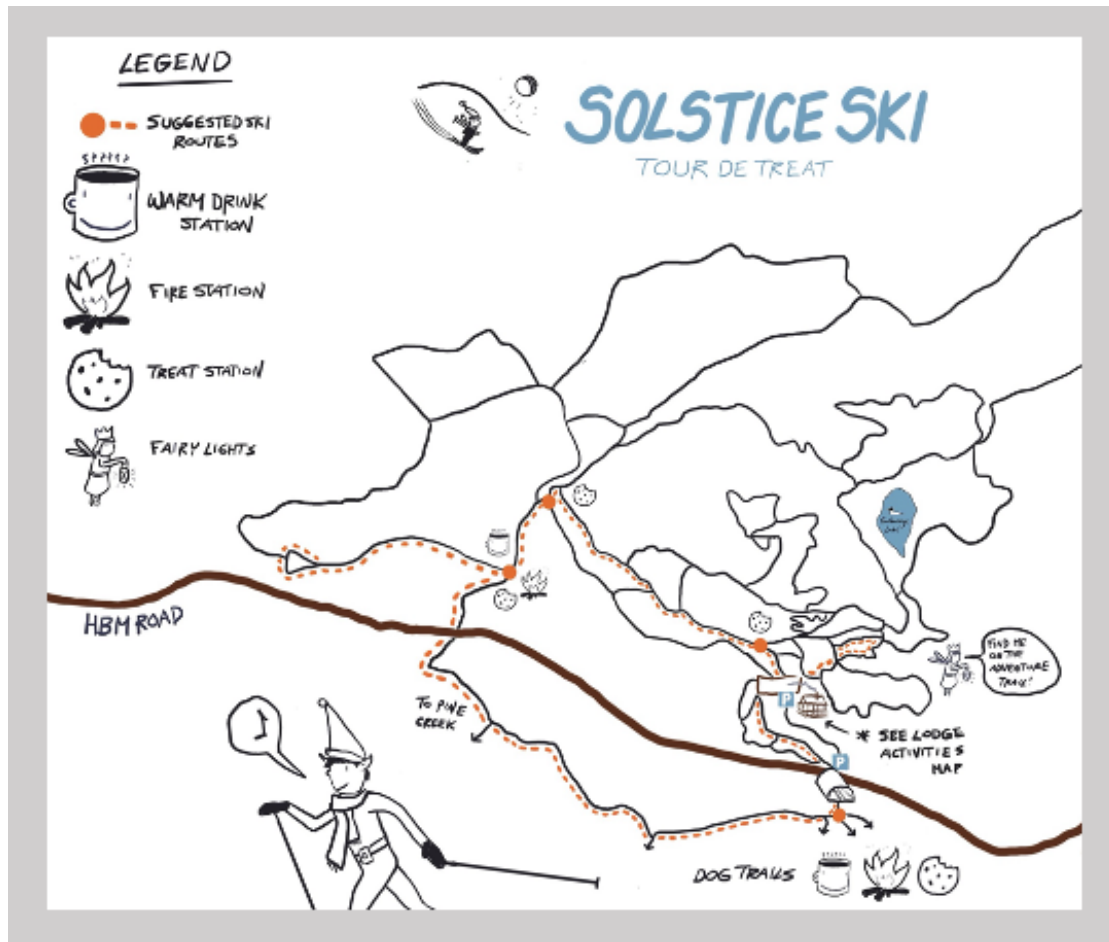 LEGEND
SUGGESTED SKI
ROUTES
WARM DRINK
STATION
FIRE STATION
TREAT STATION
FAIRY LIGHTS
SOLSTICE SKI
TOUR DE TREAT
HBM ROAD
TO PINE
CREEK
FIND ME
ON THE
ADVENTURE
TRAIL!
P
* SEE LODGE
ACTIVITIES
MAP
P
DOG TRAILS